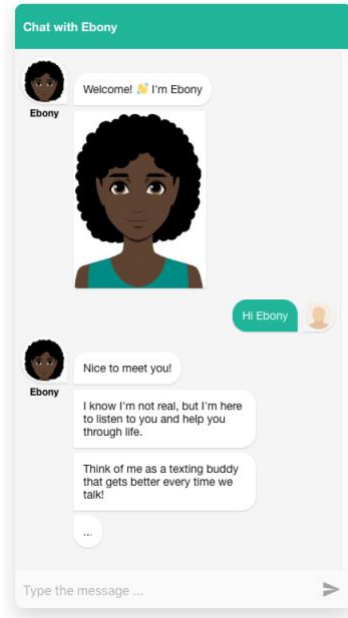 Chat with Ebony
Welcome! 👋 I'm Ebony
Ebony
Hi Ebony
Nice to meet you!
Ebony
I know I'm not real, but I'm here
to listen to you and help you
through life.
Think of me as a texting buddy
that gets better every time we
talk!
...
Type the message ...